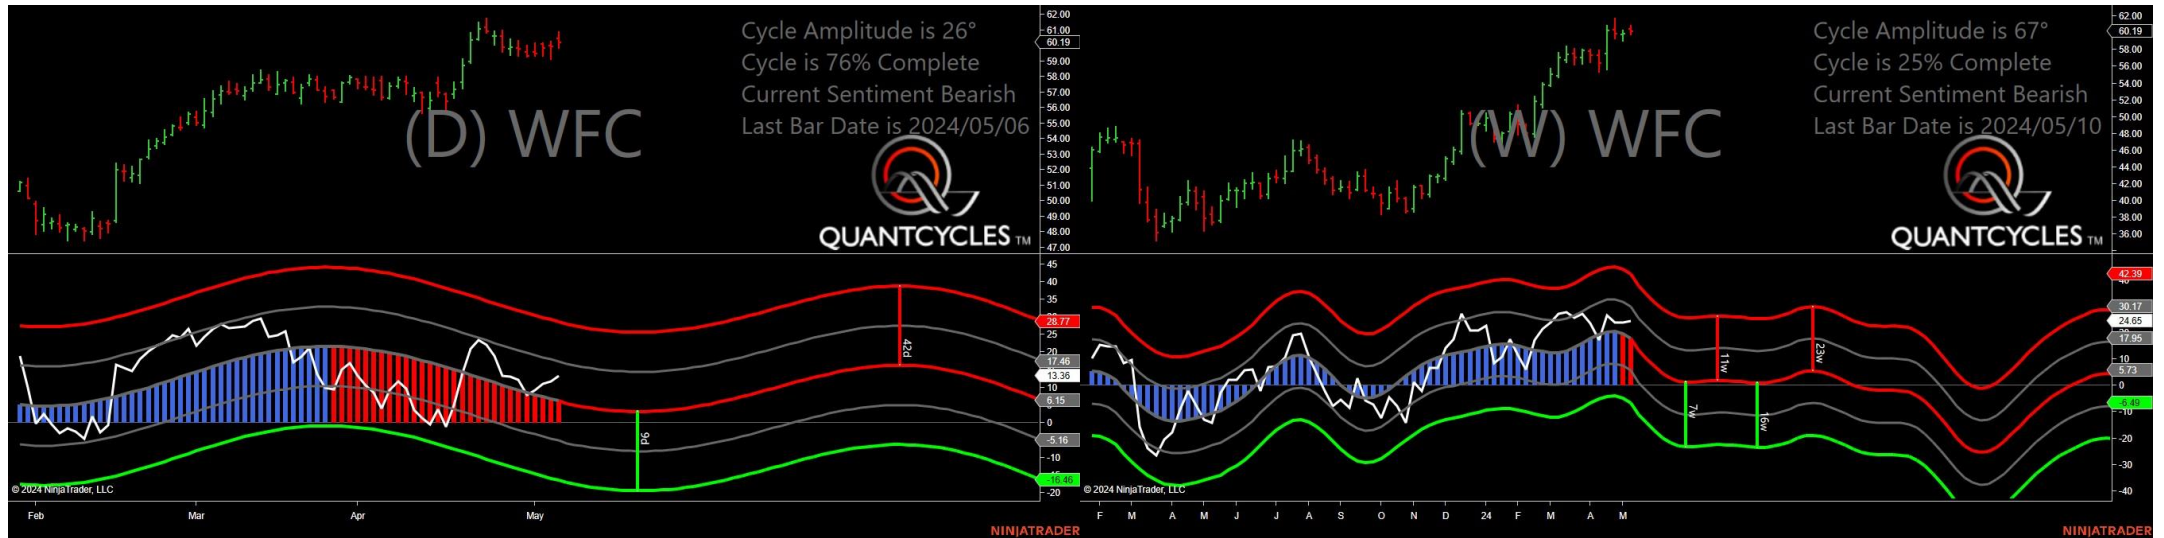 Cycle Amplitude is 26°
Cycle is 76% Complete
Current Sentiment Bearish
Last Bar Date is 2024/05/06
(D) WFC
QUANTCYCLES TM
62.00
61.00
60.19
59.00
58.00
57.00
56.00
55.00
54.00
53.00
52.00
51.00
50.00
49.00
48.00
47.00
45
40
35
30
28.77
25
20
17.46
13.36
10
6.15
0
-5.16
-10
-16.46
-20
42d
9d
© 2024 NinjaTrader, LLC
Feb Mar Apr May
NINJATRADER
Cycle Amplitude is 67°
Cycle is 25% Complete
Current Sentiment Bearish
Last Bar Date is 2024/05/10
(W) WFC
QUANTCYCLES TM
62.00
60.19
58.00
56.00
54.00
52.00
50.00
48.00
46.00
44.00
42.00
40.00
38.00
36.00
42.39
40
30.17
24.65
17.95
10
5.73
0
-6.49
-10
-20
-30
-40
11w
23w
7w
16w
© 2024 NinjaTrader, LLC
F M A M J J A S O N D 24 F M A M
NINJATRADER